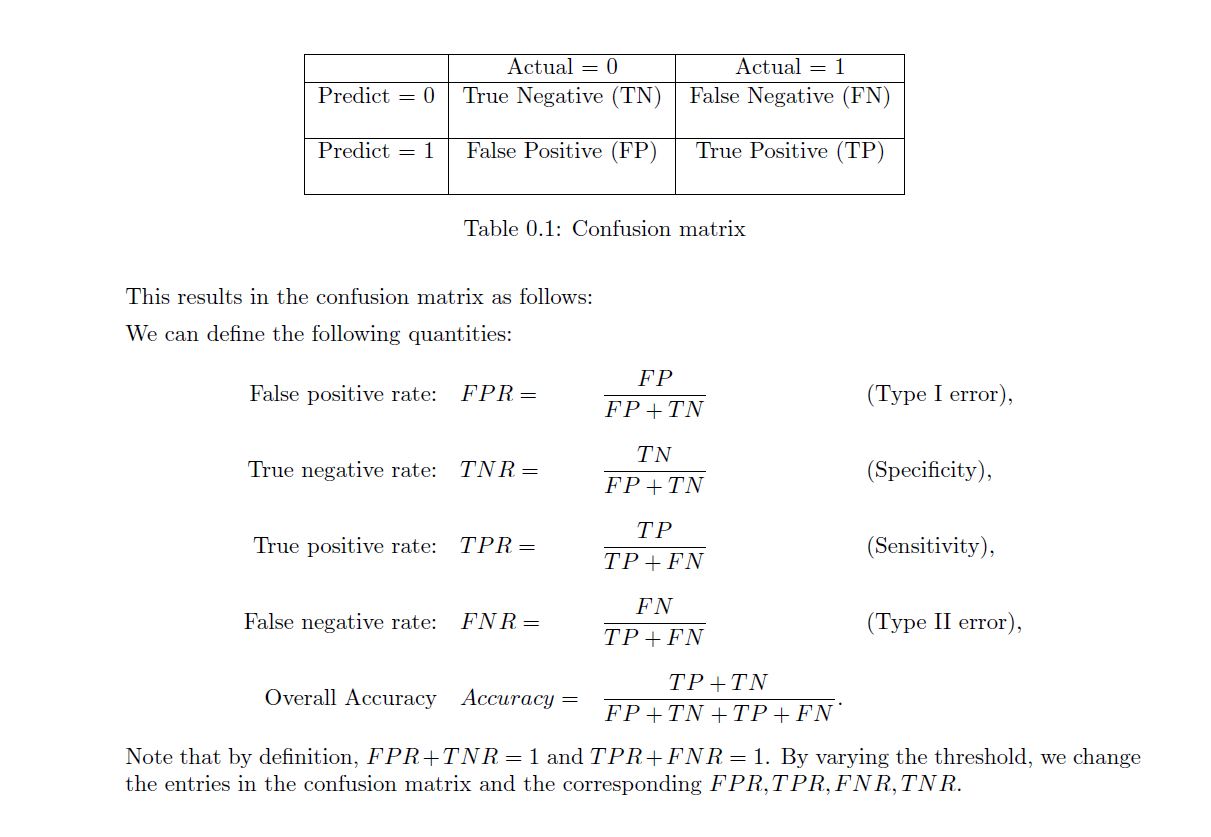 Actual = 0 Actual = 1
Predict = 0 True Negative (TN) False Negative (FN)
Predict = 1 False Positive (FP) True Positive (TP)
Table 0.1: Confusion matrix
This results in the confusion matrix as follows:
We can define the following quantities:
False positive rate: FPR = FP / (FP + TN) (Type I error),
True negative rate: TNR = TN / (FP + TN) (Specificity),
True positive rate: TPR = TP / (TP + FN) (Sensitivity),
False negative rate: FNR = FN / (TP + FN) (Type II error),
Overall Accuracy Accuracy = (TP + TN) / (FP + TN + TP + FN).
Note that by definition, FPR+TNR = 1 and TPR+FNR = 1. By varying the threshold, we change
the entries in the confusion matrix and the corresponding FPR, TPR, FNR, TNR.